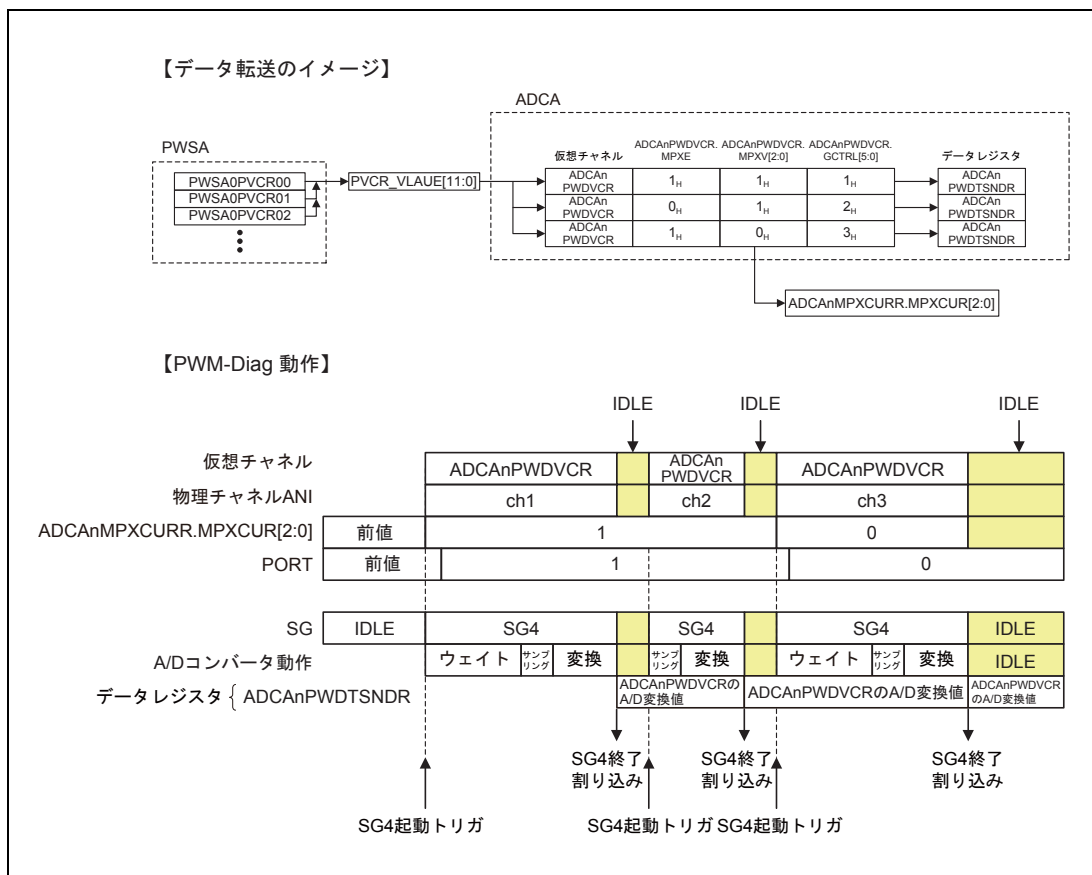 【データ転送のイメージ】
ADCA
PWSA
PWSA0PVCR00
PWSA0PVCR01
PWSA0PVCR02
PVCR_VLAUE[11:0]
仮想チャネル
ADCAnPWDVCR.
MPXE
ADCAnPWDVCR.
MPXV[2:0]
ADCAnPWDVCR.
GCTRL[5:0]
データレジスタ
ADCAn
PWDVCR
1H
1H
1H
ADCAn
PWDTSNDR
ADCAn
PWDVCR
0H
1H
2H
ADCAn
PWDTSNDR
ADCAn
PWDVCR
1H
0H
3H
ADCAn
PWDTSNDR
ADCAnMPXCURR.MPXCUR[2:0]
【PWM-Diag 動作】
IDLE
IDLE
IDLE
仮想チャネル
ADCAnPWDVCR
ADCAn
PWDVCR
ADCAnPWDVCR
物理チャネルANI
ch1
ch2
ch3
ADCAnMPXCURR.MPXCUR[2:0]
前値
1
0
PORT
前値
1
0
SG
IDLE
SG4
SG4
SG4
IDLE
A/Dコンバータ動作
ウェイト
サンプ
リング
変換
サンプ
リング
変換
ウェイト
サンプ
リング
変換
IDLE
データレジスタ { ADCAnPWDTSNDR
ADCAnPWDVCRの
A/D変換値
ADCAnPWDVCRのA/D変換値
ADCAnPWDVCR
のA/D変換値
SG4終了
割り込み
SG4終了
割り込み
SG4終了
割り込み
SG4起動トリガ
SG4起動トリガ
SG4起動トリガ